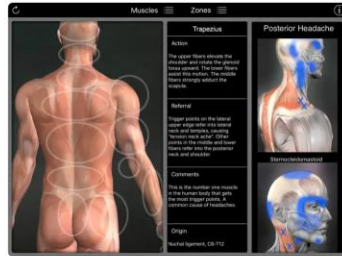 Muscles
Zones
Trapezius
Action
The upper fibers elevate the
shoulder and rotate the glenoid
fossa upward. The lower fibers
assist this motion. The middle
fibers strongly adduct the
scapula.
Referral
Trigger points on the lateral
upper edge refer into lateral
neck and temples, causing
"tension neck ache". Other
points in the middle and lower
fibers refer into the posterior
neck and shoulder.
Comments
This is the number one muscle
in the human body that gets
the most trigger points. A
common cause of headaches.
Origin
Nuchal ligament, C6-T12
Posterior Headache
Sternocleidomastoid